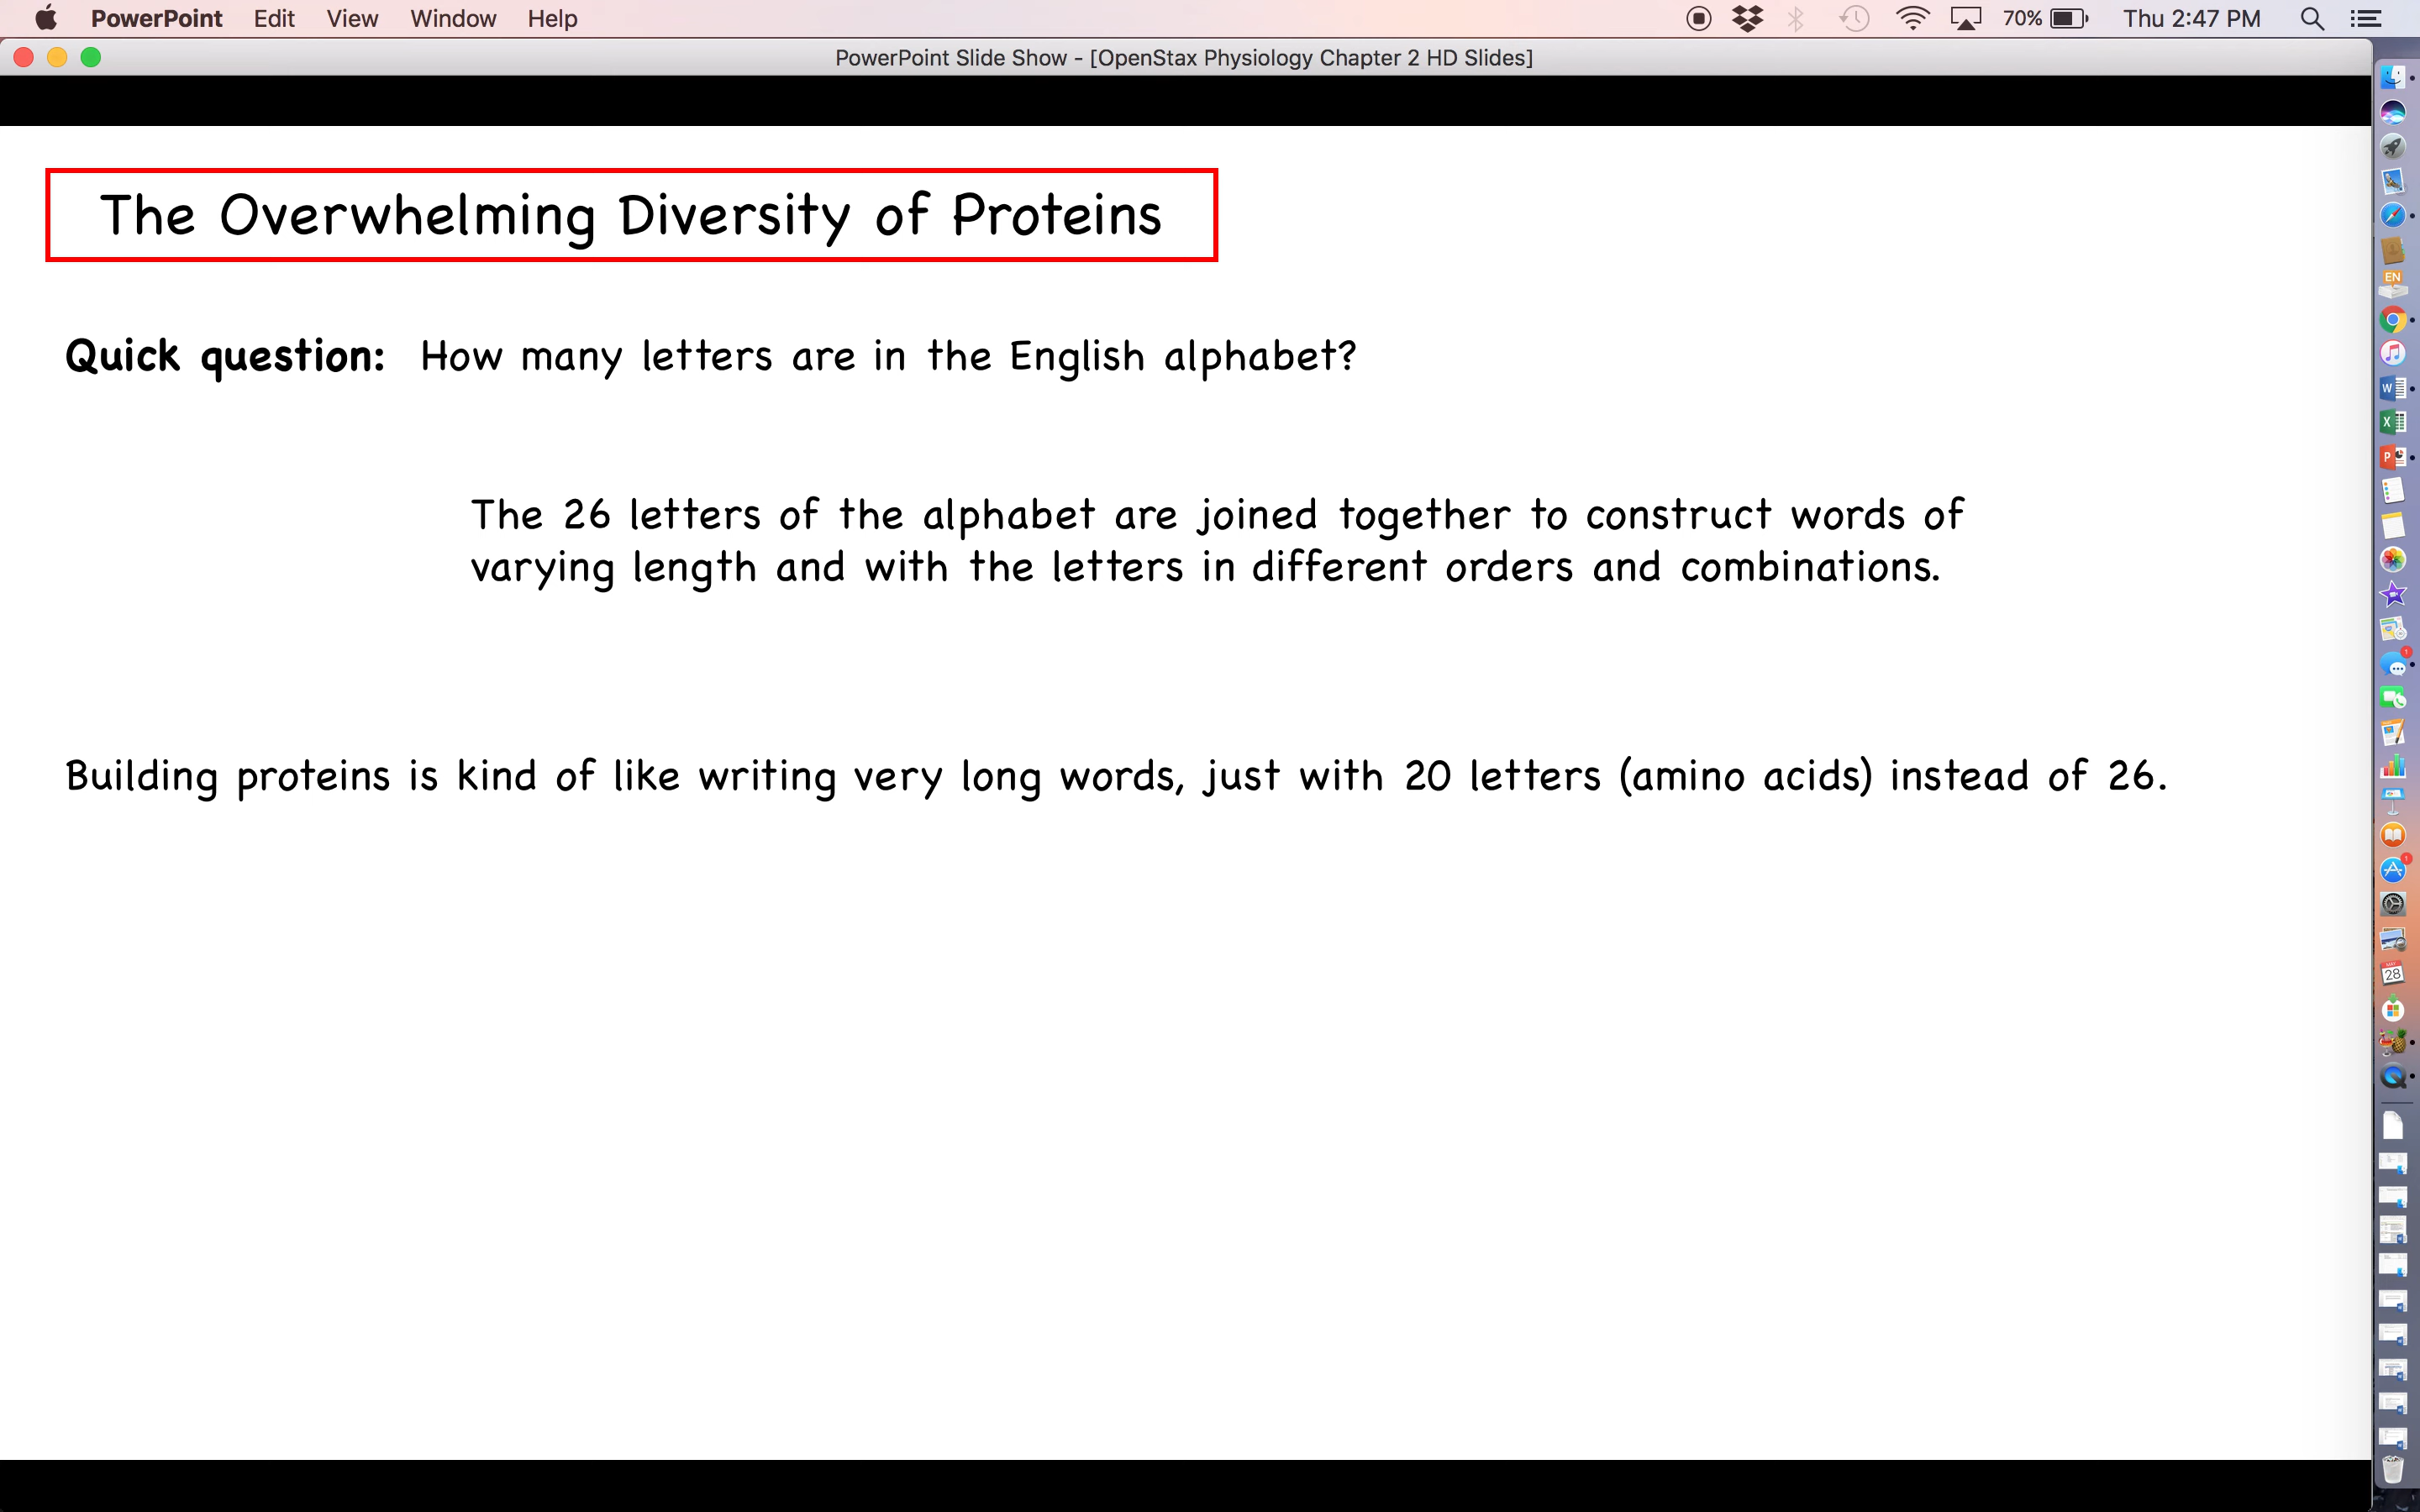 PowerPoint Edit View Window Help 70% Thu 2:47 PM
PowerPoint Slide Show - [OpenStax Physiology Chapter 2 HD Slides]
The Overwhelming Diversity of Proteins
Quick question: How many letters are in the English alphabet?
The 26 letters of the alphabet are joined together to construct words of
varying length and with the letters in different orders and combinations.
Building proteins is kind of like writing very long words, just with 20 letters (amino acids) instead of 26.
EN
W
X
P
1
1
28